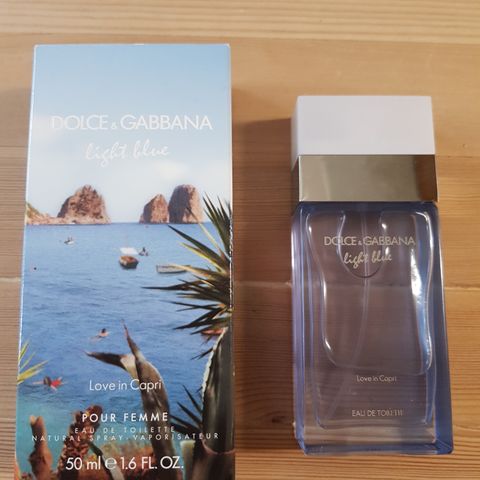 DOLCE & GABBANA
light blue
Love in Capri
POUR FEMME
EAU DE TOILETTE
NATURAL SPRAY-VAPORISATEUR
50 ml ℮ 1.6 FL. OZ.
DOLCE & GABBANA
light blue
Love in Capri
EAU DE TOILETTE